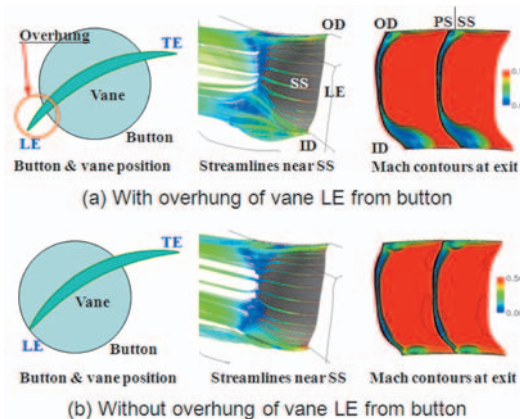 Overhung
TE
Vane
LE
Button
Button & vane position
OD
SS
LE
ID
Streamlines near SS
PS SS
OD
ID
Mach contours at exit
(a) With overhung of vane LE from button
TE
Vane
LE
Button
Button & vane position
Streamlines near SS
Mach contours at exit
(b) Without overhung of vane LE from button